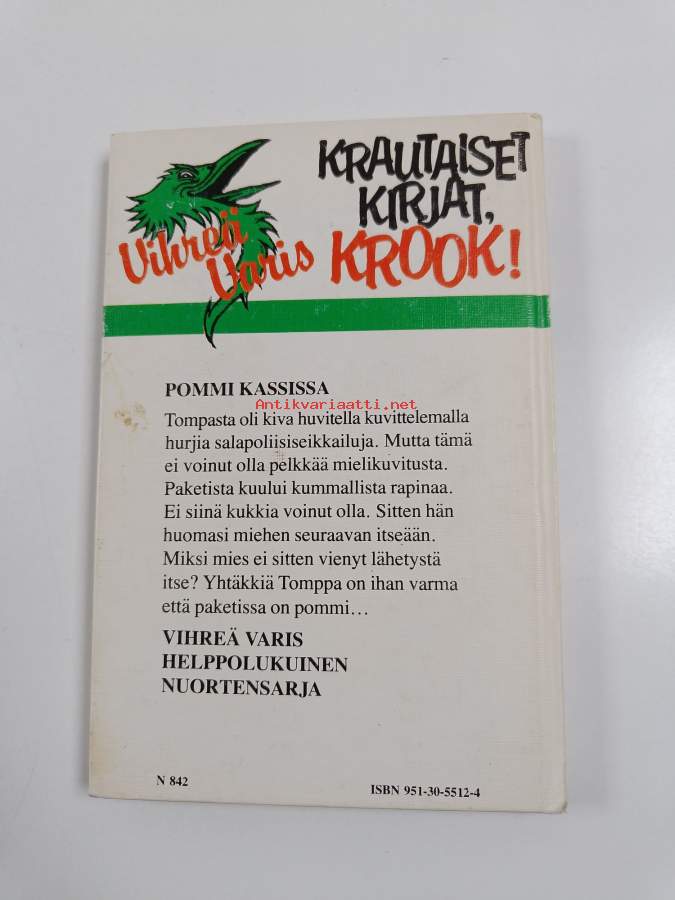 KRAUTAISET
KIRJAT,
KROOK!
Vihreä
Varis
POMMI KASSISSA
Antikvariaatti.net
Tompasta oli kiva huvitella kuvittelemalla
hurjia salapoliisiseikkailuja. Mutta tämä
ei voinut olla pelkkää mielikuvitusta.
Paketista kuului kummallista rapinaa.
Ei siinä kukkia voinut olla. Sitten hän
huomasi miehen seuraavan itseään.
Miksi mies ei sitten vienyt lähetystä
itse? Yhtäkkiä Tomppa on ihan varma
että paketissa on pommi…
VIHREÄ VARIS
HELPPOLUKUINEN
NUORTENSARJA
N 842
ISBN 951-30-5512-4